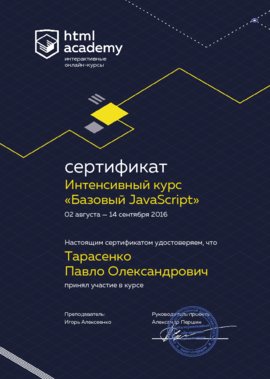 html
academy
интерактивные
онлайн-курсы
сертификат
Интенсивный курс
«Базовый JavaScript»
02 августа — 14 сентября 2016
Настоящим сертификатом удостоверяем, что
Тарасенко
Павло Олександрович
принял участие в курсе
Преподаватель: Руководитель проекта:
Игорь Алексеенко Александр Першин